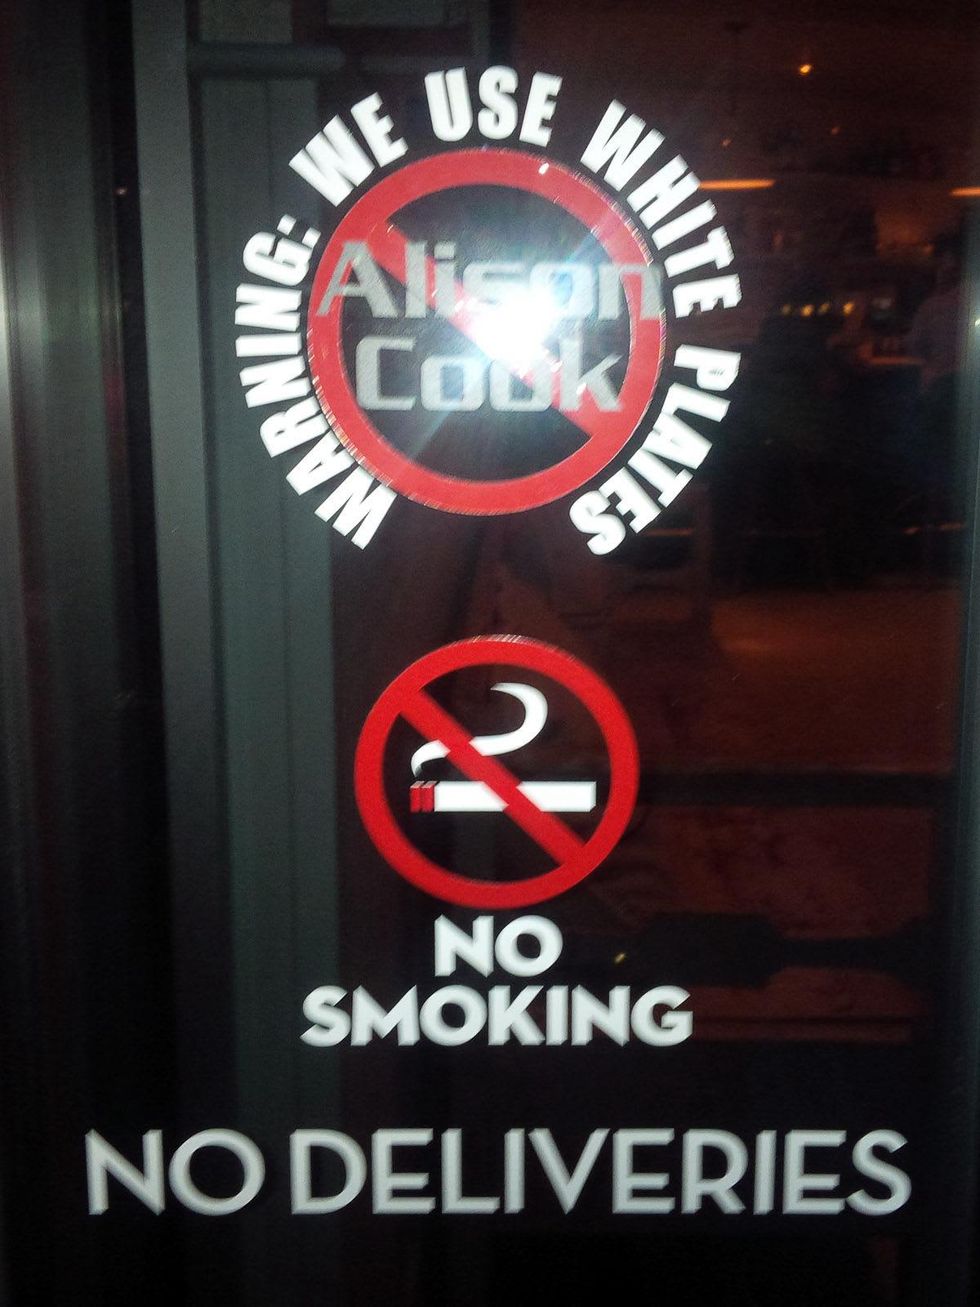 WARNING: WE USE WHITE PLATES
Alison
Cook
NO
SMOKING
NO DELIVERIES